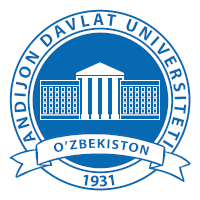 ANDIJON DAVLAT UNIVERSITETI
O'ZBEKISTON
1931